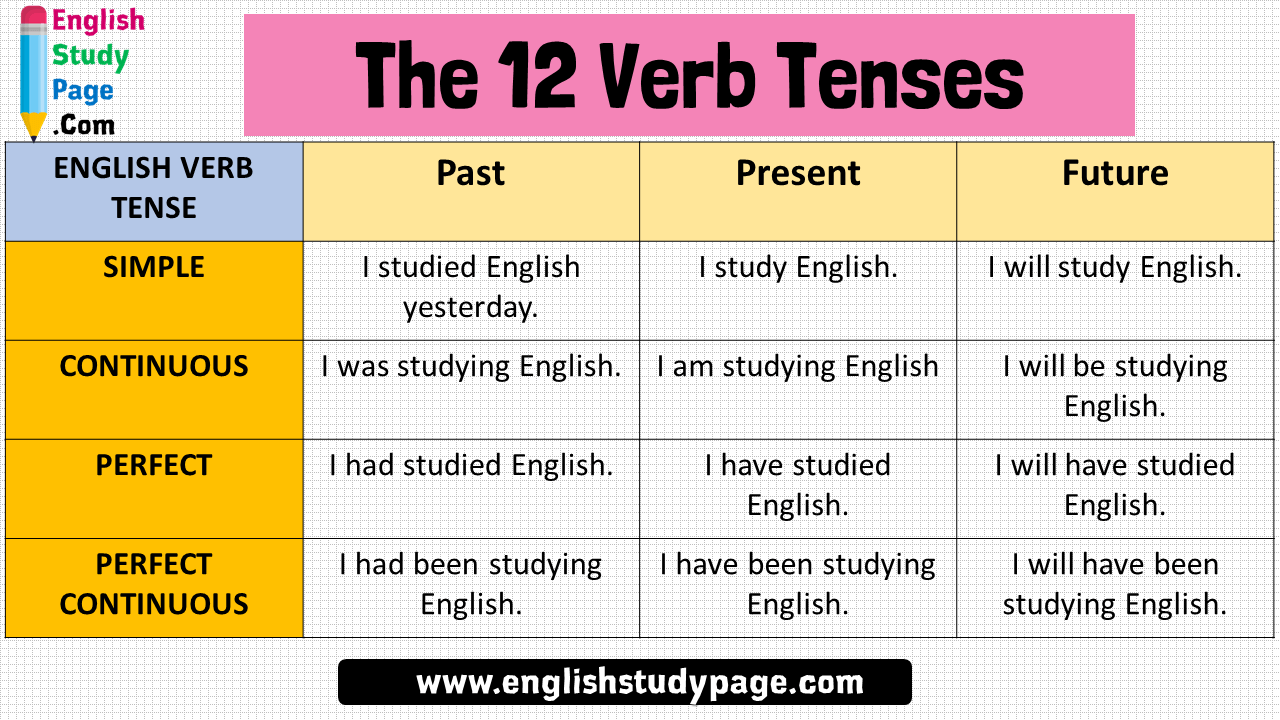 English
Study
Page
.Com
The 12 Verb Tenses
ENGLISH VERB
TENSE
Past
Present
Future
SIMPLE
I studied English
yesterday.
I study English.
I will study English.
CONTINUOUS
I was studying English.
I am studying English
I will be studying
English.
PERFECT
I had studied English.
I have studied
English.
I will have studied
English.
PERFECT
CONTINUOUS
I had been studying
English.
I have been studying
English.
I will have been
studying English.
www.englishstudypage.com